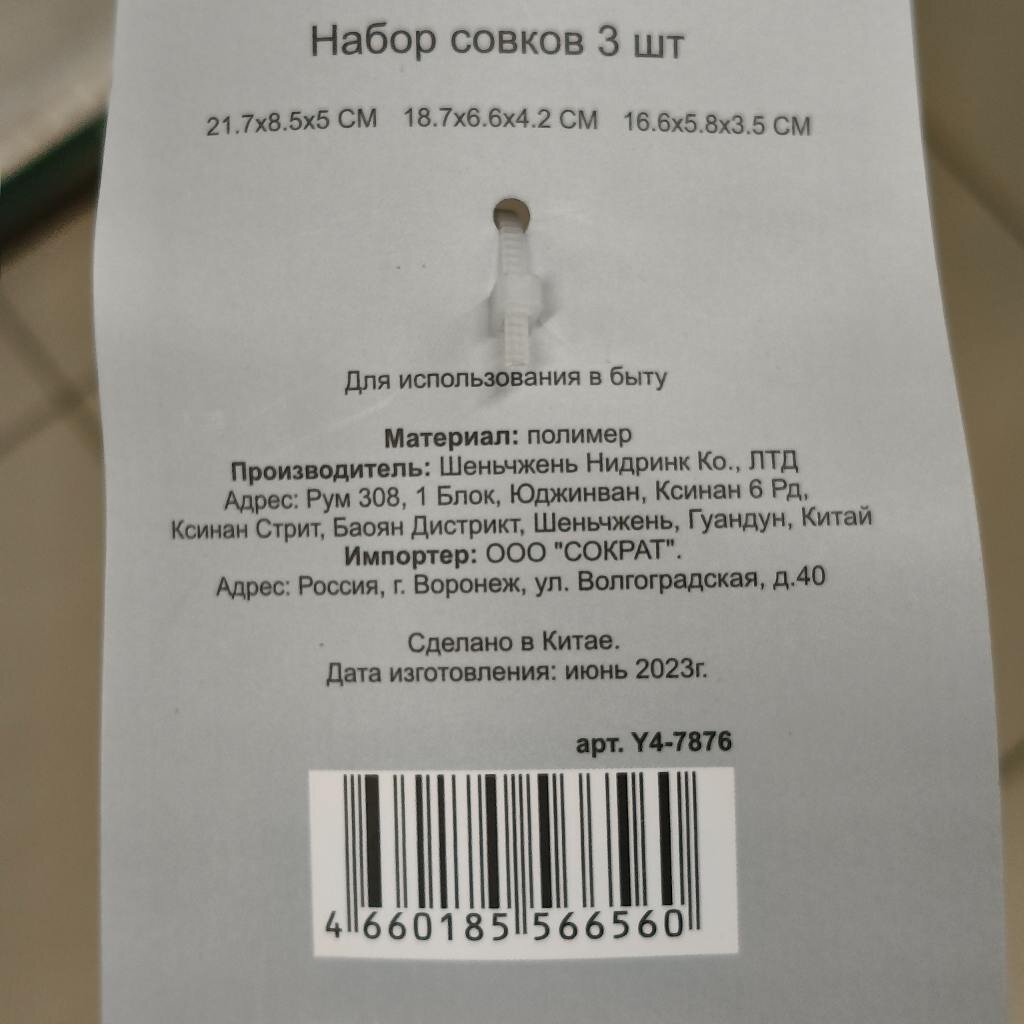 Набор совков 3 шт
21.7x8.5x5 СМ 18.7x6.6x4.2 СМ 16.6x5.8x3.5 СМ
Для использования в быту
Материал: полимер
Производитель: Шеньчжень Нидринк Ко., ЛТД
Адрес: Рум 308, 1 Блок, Юджинван, Ксинан 6 Рд,
Ксинан Стрит, Баоян Дистрикт, Шеньчжень, Гуандун, Китай
Импортер: ООО "СОКРАТ".
Адрес: Россия, г. Воронеж, ул. Волгоградская, д.40
Сделано в Китае.
Дата изготовления: июнь 2023г.
арт. Y4-7876
4 660185 566560